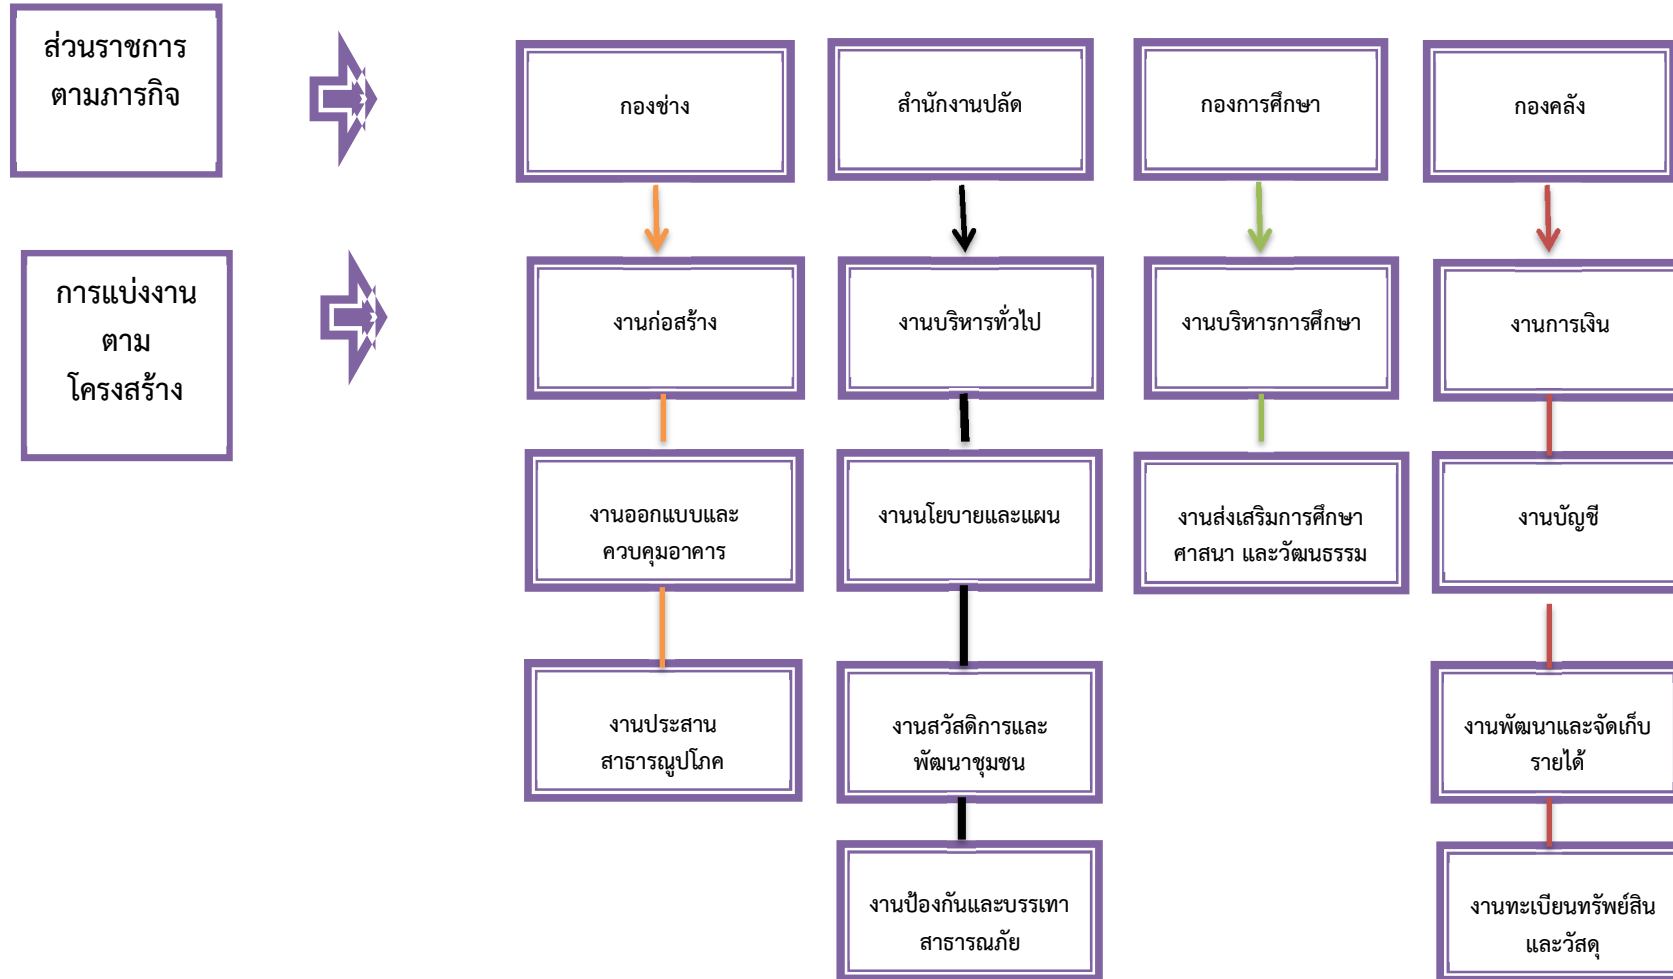 ส่วนราชการ
ตามภารกิจ
กองช่าง
สำนักงานปลัด
กองการศึกษา
กองคลัง
การแบ่งงาน
ตาม
โครงสร้าง
งานก่อสร้าง
งานบริหารทั่วไป
งานบริหารการศึกษา
งานการเงิน
งานออกแบบและ
ควบคุมอาคาร
งานนโยบายและแผน
งานส่งเสริมการศึกษา
ศาสนา และวัฒนธรรม
งานบัญชี
งานประสาน
สาธารณูปโภค
งานสวัสดิการและ
พัฒนาชุมชน
งานพัฒนาและจัดเก็บ
รายได้
งานป้องกันและบรรเทา
สาธารณภัย
งานทะเบียนทรัพย์สิน
และวัสดุ